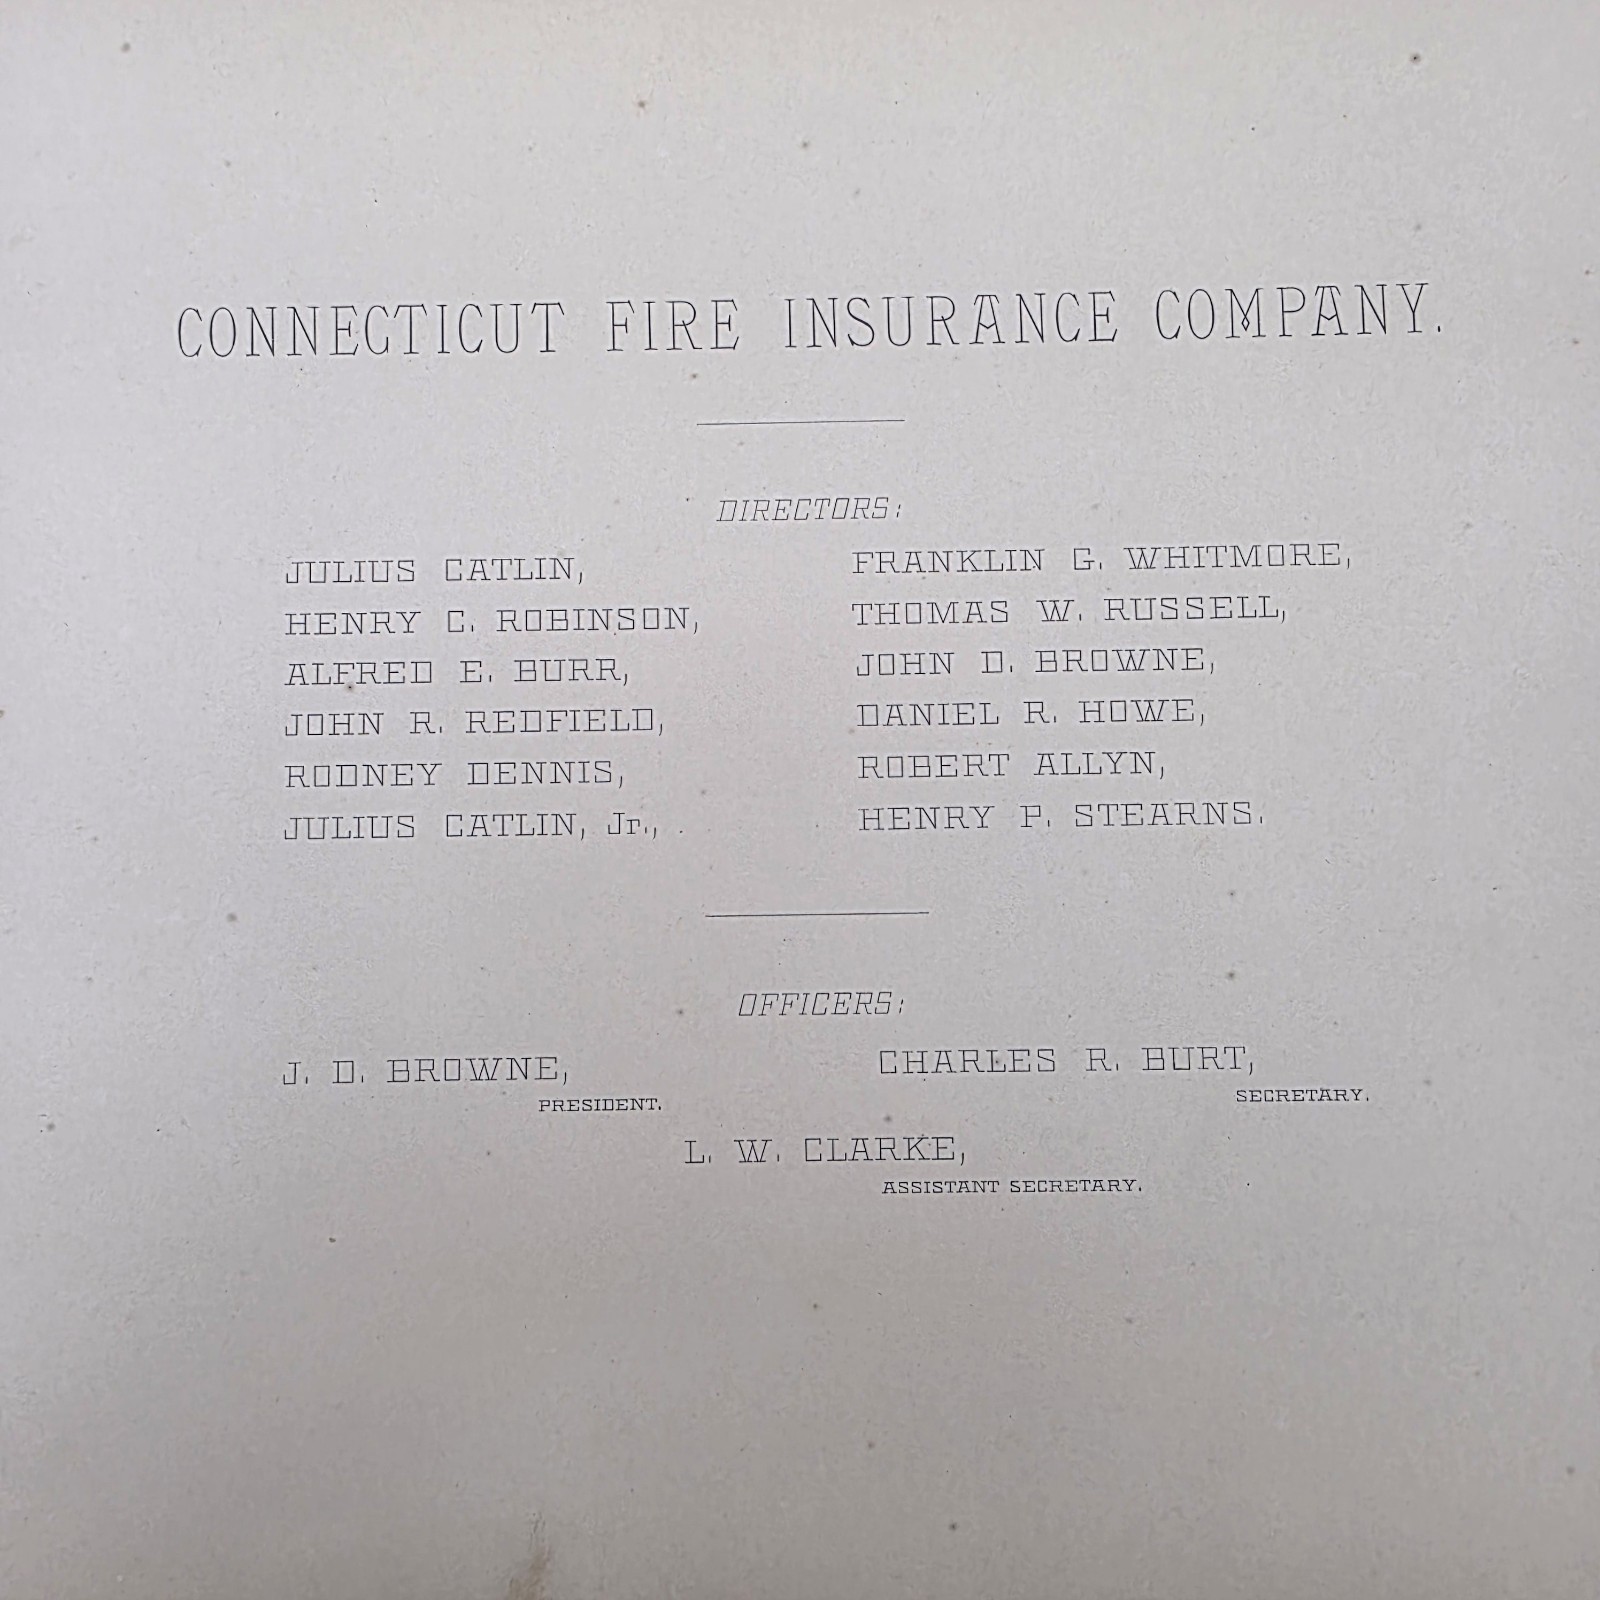 CONNECTICUT FIRE INSURANCE COMPANY.
DIRECTORS:
JULIUS CATLIN,
HENRY C. ROBINSON,
ALFRED E. BURR,
JOHN R. REDFIELD,
RODNEY DENNIS,
JULIUS CATLIN, Jr.,
FRANKLIN G. WHITMORE,
THOMAS W. RUSSELL,
JOHN D. BROWNE,
DANIEL R. HOWE,
ROBERT ALLYN,
HENRY P. STEARNS.
OFFICERS:
J. D. BROWNE,
PRESIDENT.
CHARLES R. BURT,
SECRETARY.
L. W. CLARKE,
ASSISTANT SECRETARY.